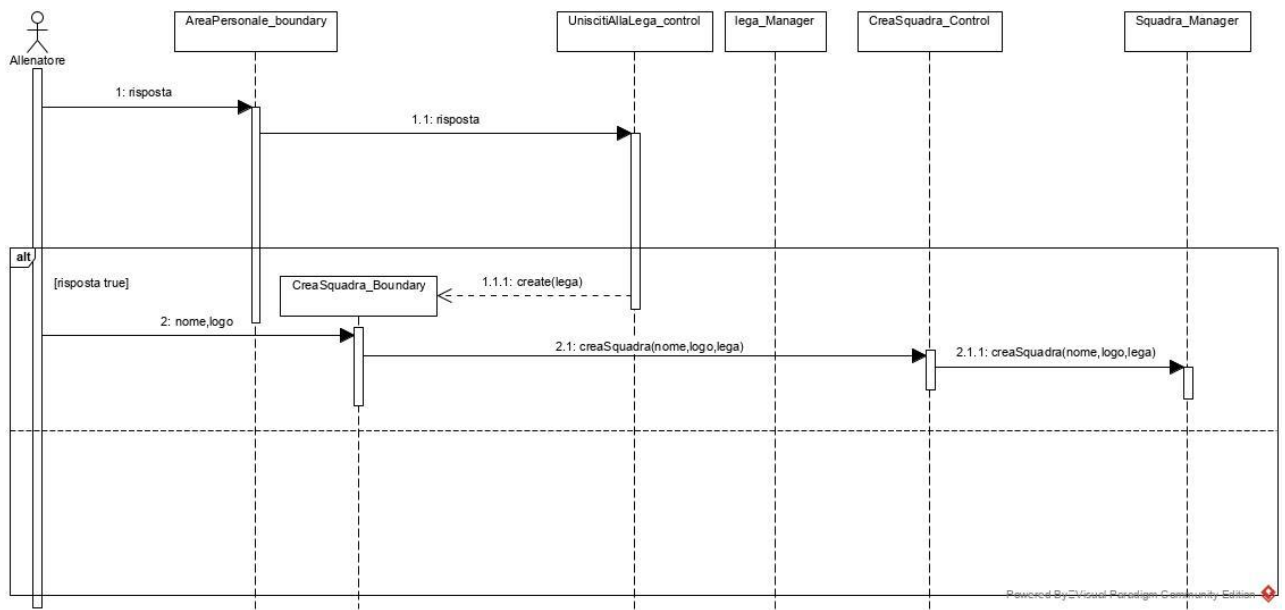 AreaPersonale_boundary
UniscitiAllaLega_control
lega_Manager
CreaSquadra_Control
Squadra_Manager
Allenatore
1: risposta
1.1: risposta
alt
[risposta true]
CreaSquadra_Boundary
1.1.1: create(lega)
2: nome,logo
2.1: creaSquadra(nome,logo,lega)
2.1.1: creaSquadra(nome,logo,lega)
Powered By Visual Paradigm Community Edition